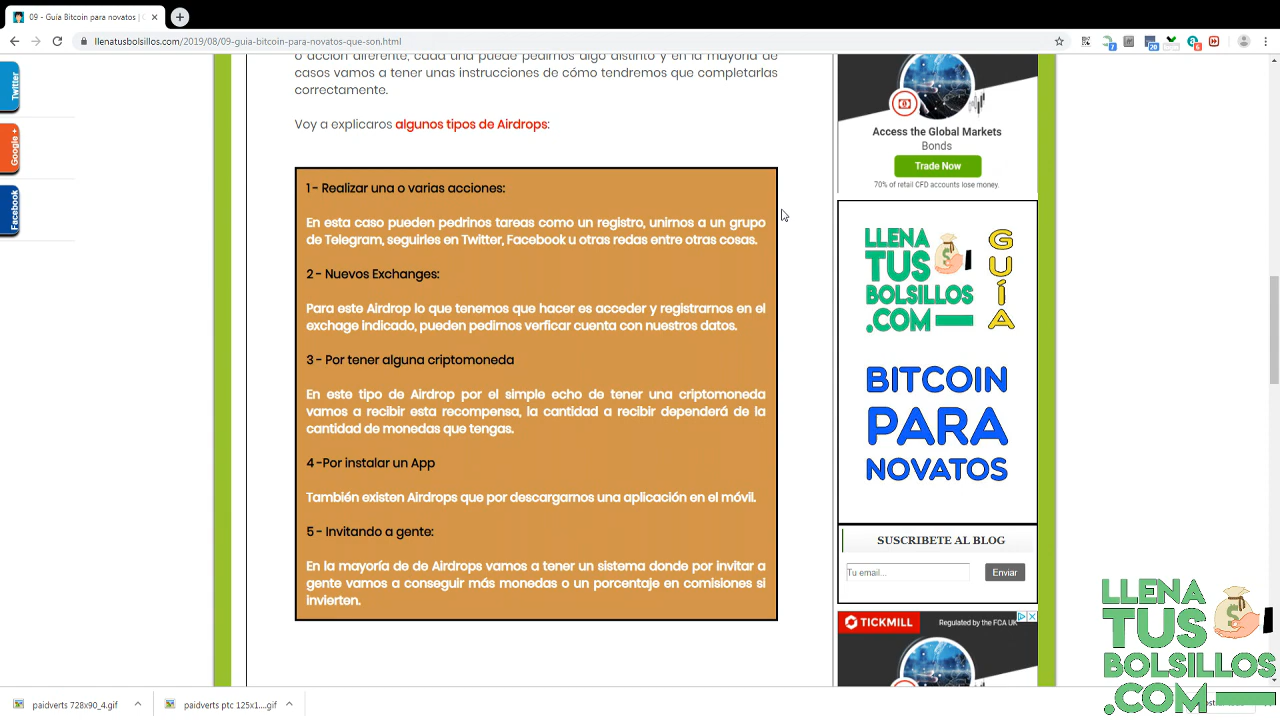 09 - Guía Bitcoin para novatos |
llenatusbolsillos.com/2019/08/09-guia-bitcoin-para-novatos-que-son.html
7
20
6
Twitter
Google +
Facebook
o acción diferente, cada una puede pedirnos algo distinto y en la mayoría de
casos vamos a tener unas instrucciones de cómo tendremos que completarlas
correctamente.
Voy a explicaros algunos tipos de Airdrops:
1 - Realizar una o varias acciones:
En esta caso pueden pedrinos tareas como un registro, unirnos a un grupo
de Telegram, seguirles en Twitter, Facebook u otras redas entre otras cosas.
2 - Nuevos Exchanges:
Para este Airdrop lo que tenemos que hacer es acceder y registrarnos en el
exchage indicado, pueden pedirnos verficar cuenta con nuestros datos.
3 - Por tener alguna criptomoneda
En este tipo de Airdrop por el simple echo de tener una criptomoneda
vamos a recibir esta recompensa, la cantidad a recibir dependerá de la
cantidad de monedas que tengas.
4 -Por instalar un App
También existen Airdrops que por descargarnos una aplicación en el móvil.
5 - Invitando a gente:
En la mayoría de de Airdrops vamos a tener un sistema donde por invitar a
gente vamos a conseguir más monedas o un porcentaje en comisiones si
invierten.
Access the Global Markets
Bonds
Trade Now
70% of retail CFD accounts lose money.
LLENA
TUS
BOLSILLOS
.COM
GUÍA
BITCOIN
PARA
NOVATOS
SUSCRIBETE AL BLOG
Tu email...
Enviar
TICKMILL
Regulated by the FCA UK
LLENA
TUS
BOLSILLOS
.COM
paidverts 728x90_4.gif
paidverts ptc 125x1....gif